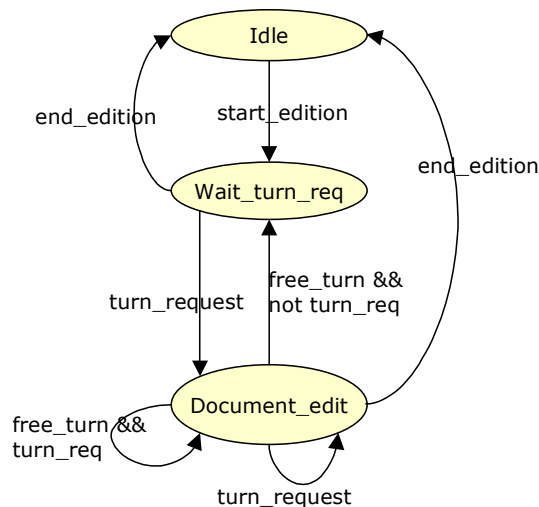 Idle
end_edition
start_edition
end_edition
Wait_turn_req
free_turn &&
not turn_req
turn_request
Document_edit
free_turn &&
turn_req
turn_request